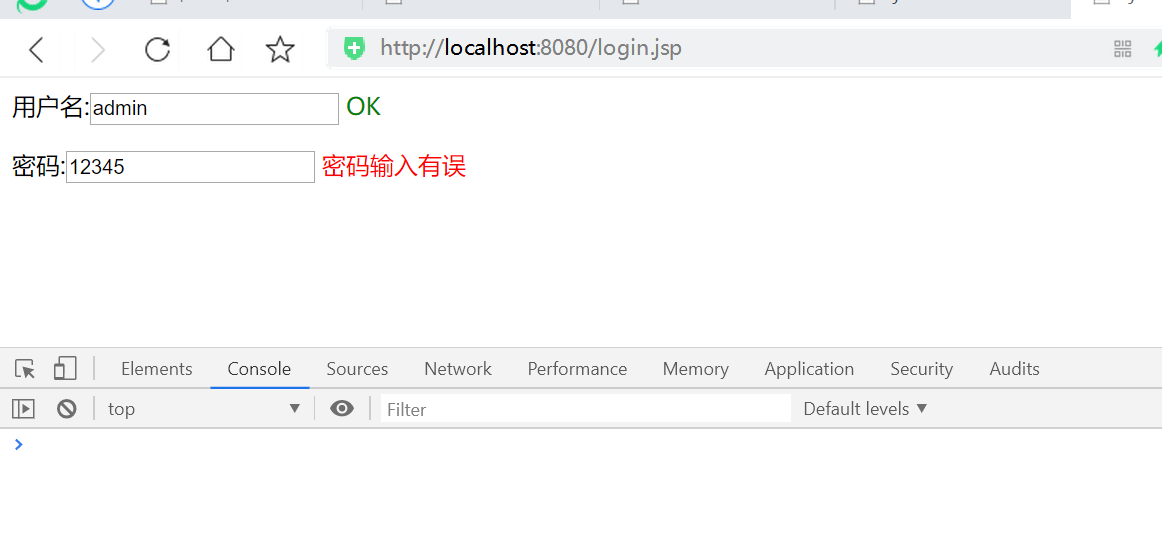 http://localhost:8080/login.jsp
用户名:admin OK
密码:12345 密码输入有误
Elements Console Sources Network Performance Memory Application Security Audits
top Filter Default levels